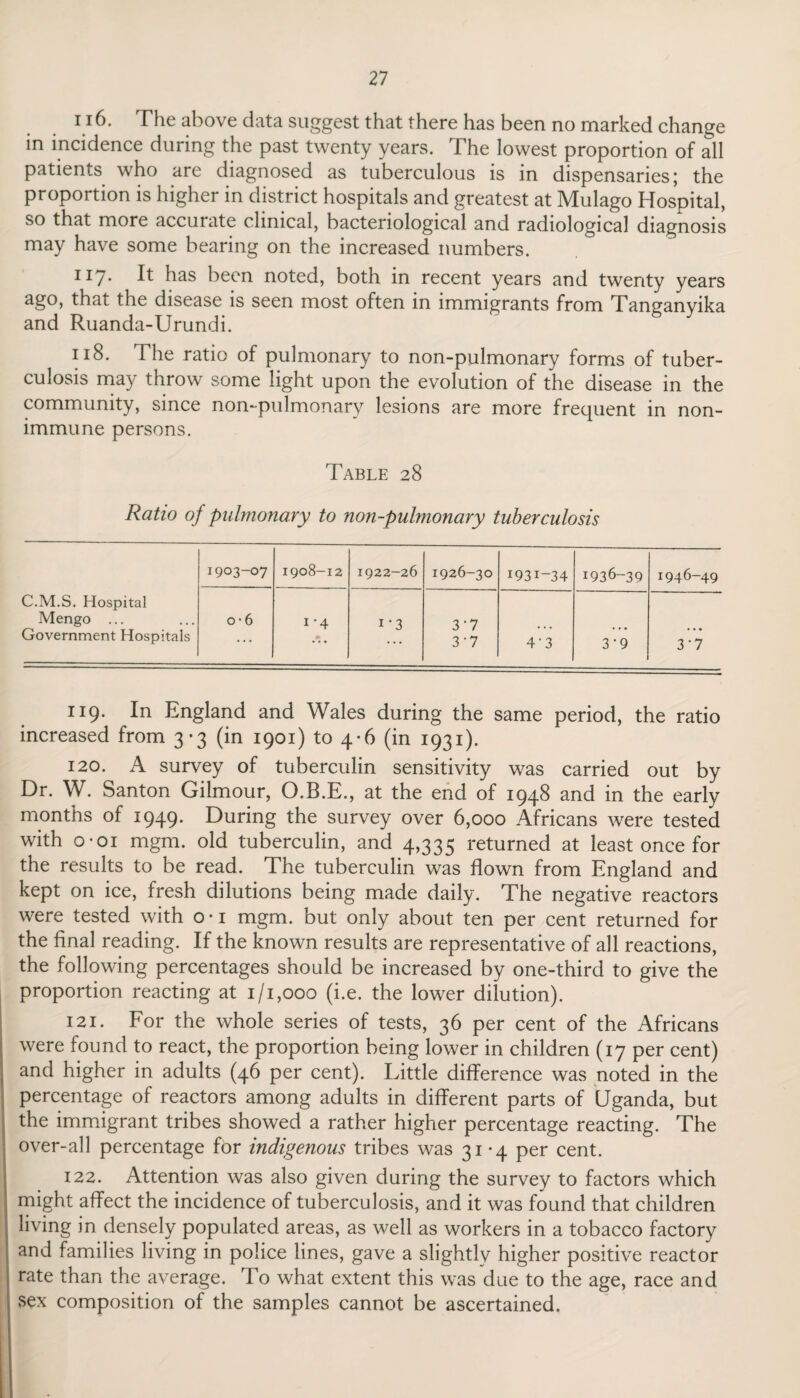 27
116. The above data suggest that there has been no marked change
in incidence during the past twenty years. The lowest proportion of all
patients who are diagnosed as tuberculous is in dispensaries; the
proportion is higher in district hospitals and greatest at Mulago Hospital,
so that more accurate clinical, bacteriological and radiological diagnosis
may have some bearing on the increased numbers.
117. It has been noted, both in recent years and twenty years
ago, that the disease is seen most often in immigrants from Tanganyika
and Ruanda-Urundi.
118. The ratio of pulmonary to non-pulmonary forms of tuber-
culosis may throw some light upon the evolution of the disease in the
community, since non-pulmonary lesions are more frequent in non-
immune persons.
Table 28
Ratio of pulmonary to non-pulmonary tuberculosis
1903–07 1908–12 1922–26 1926–30 1931–34 1936–39 1946–49
C.M.S. Hospital
Mengo ... ... 0·6 1·4 1·3 3·7 ... ... ...
Government Hospitals ... ... ... 3·7 4·3 3·9 3·7
119. In England and Wales during the same period, the ratio
increased from 3·3 (in 1901) to 4·6 (in 1931).
120. A survey of tuberculin sensitivity was carried out by
Dr. W. Santon Gilmour, O.B.E., at the end of 1948 and in the early
months of 1949. During the survey over 6,000 Africans were tested
with 0·01 mgm. old tuberculin, and 4,335 returned at least once for
the results to be read. The tuberculin was flown from England and
kept on ice, fresh dilutions being made daily. The negative reactors
were tested with 0·1 mgm. but only about ten per cent returned for
the final reading. If the known results are representative of all reactions,
the following percentages should be increased by one-third to give the
proportion reacting at 1/1,000 (i.e. the lower dilution).
121. For the whole series of tests, 36 per cent of the Africans
were found to react, the proportion being lower in children (17 per cent)
and higher in adults (46 per cent). Little difference was noted in the
percentage of reactors among adults in different parts of Uganda, but
the immigrant tribes showed a rather higher percentage reacting. The
over-all percentage for indigenous tribes was 31·4 per cent.
122. Attention was also given during the survey to factors which
might affect the incidence of tuberculosis, and it was found that children
living in densely populated areas, as well as workers in a tobacco factory
and families living in police lines, gave a slightly higher positive reactor
rate than the average. To what extent this was due to the age, race and
sex composition of the samples cannot be ascertained.